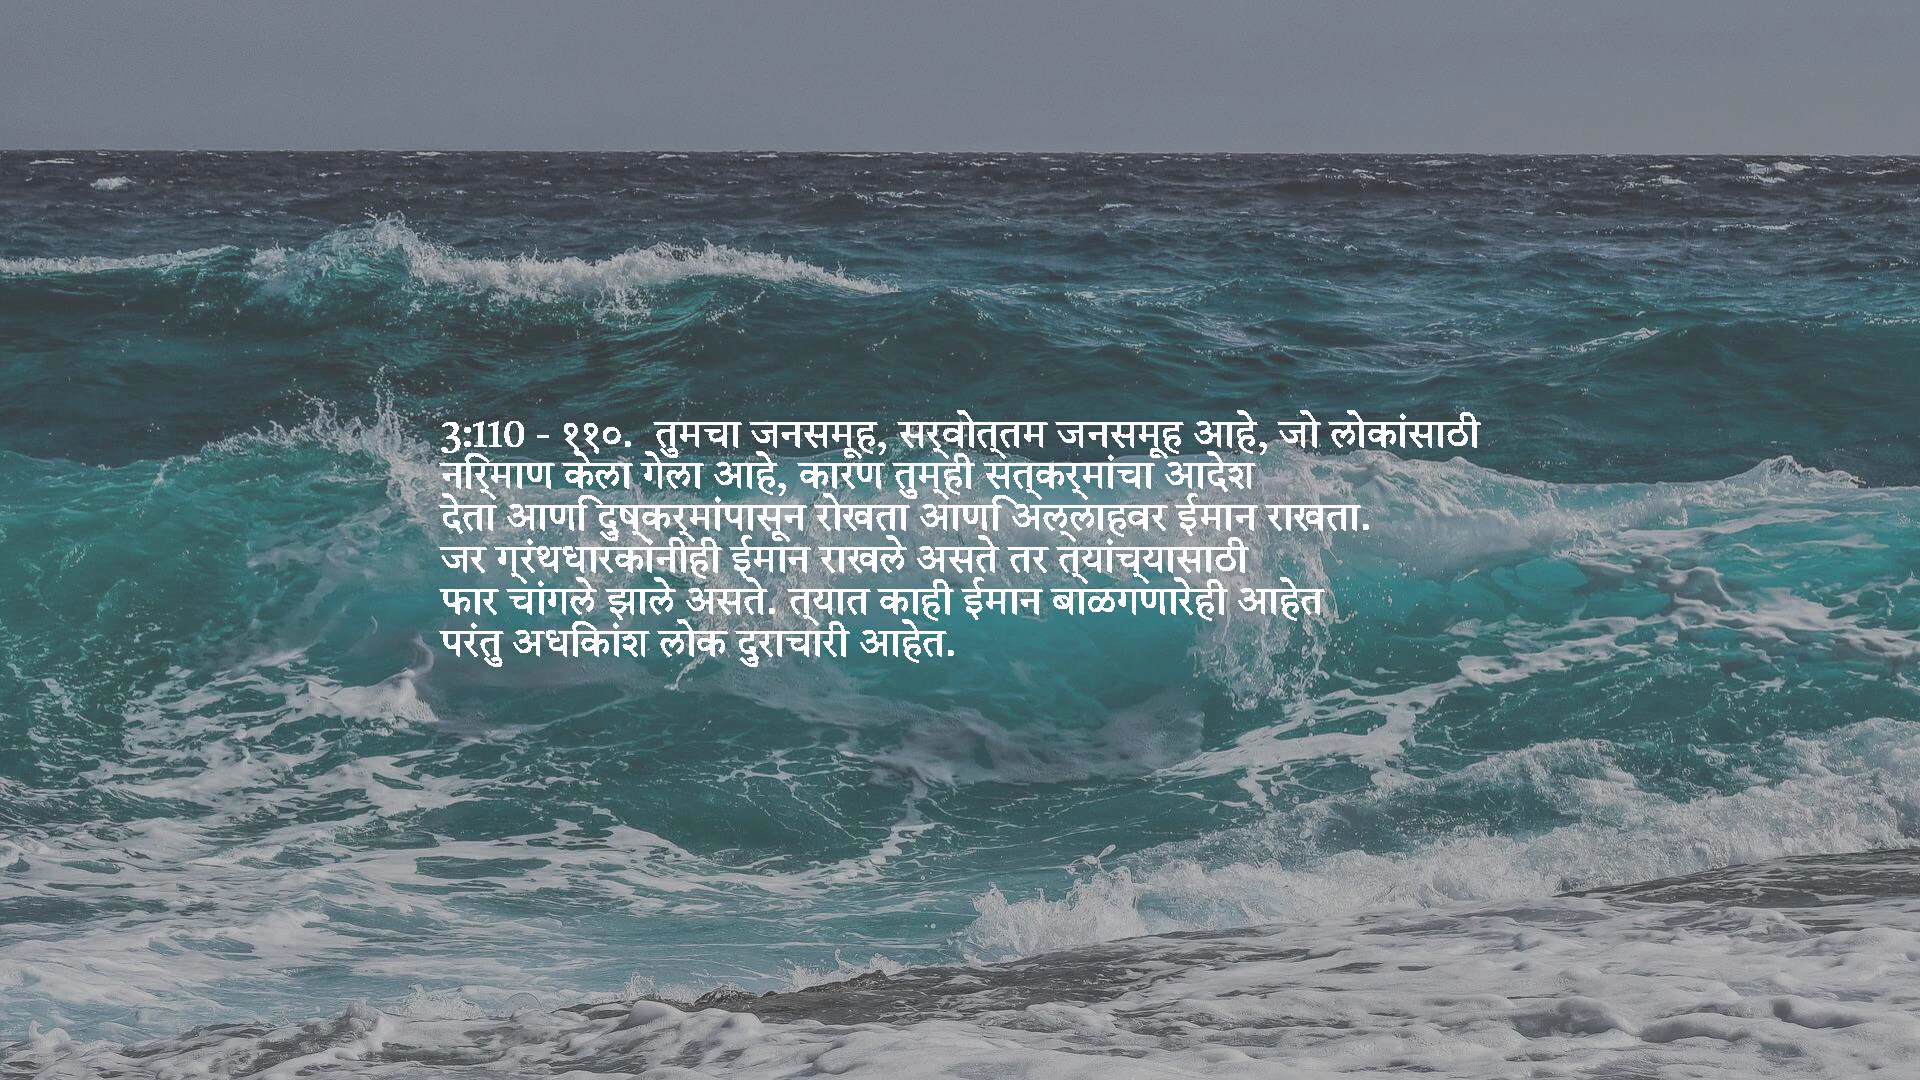 3:110 - ११०.  तुमचा जनसमूह, सर्वोत्तम जनसमूह आहे, जो लोकांसाठी
निर्माण केला गेला आहे, कारण तुम्ही सत्कर्मांचा आदेश
देता आणि दुष्कर्मांपासून रोखता आणि अल्लाहवर ईमान राखता.
जर ग्रंथधारकांनीही ईमान राखले असते तर त्यांच्यासाठी
फार चांगले झाले असते. त्यात काही ईमान बाळगणारेही आहेत
परंतु अधिकांश लोक दुराचारी आहेत.